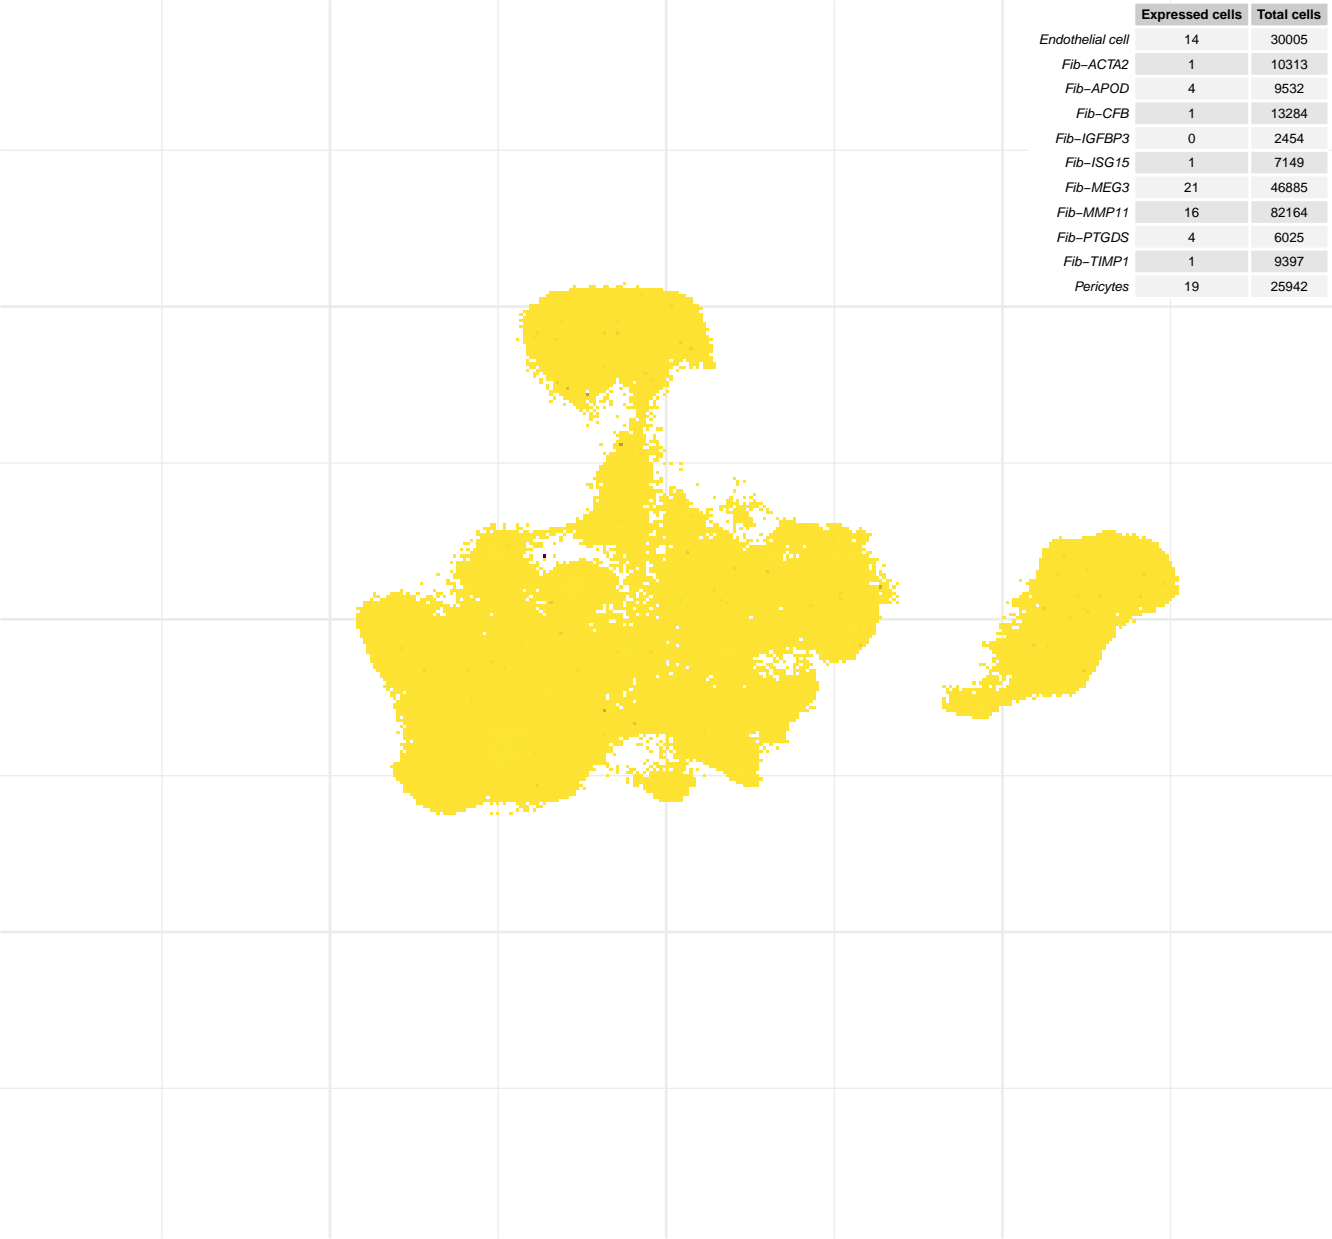 Expressed cells Total cells
Endothelial cell 14 30005
Fib−ACTA2 1 10313
Fib−APOD 4 9532
Fib−CFB 1 13284
Fib−IGFBP3 0 2454
Fib−ISG15 1 7149
Fib−MEG3 21 46885
Fib−MMP11 16 82164
Fib−PTGDS 4 6025
Fib−TIMP1 1 9397
Pericytes 19 25942